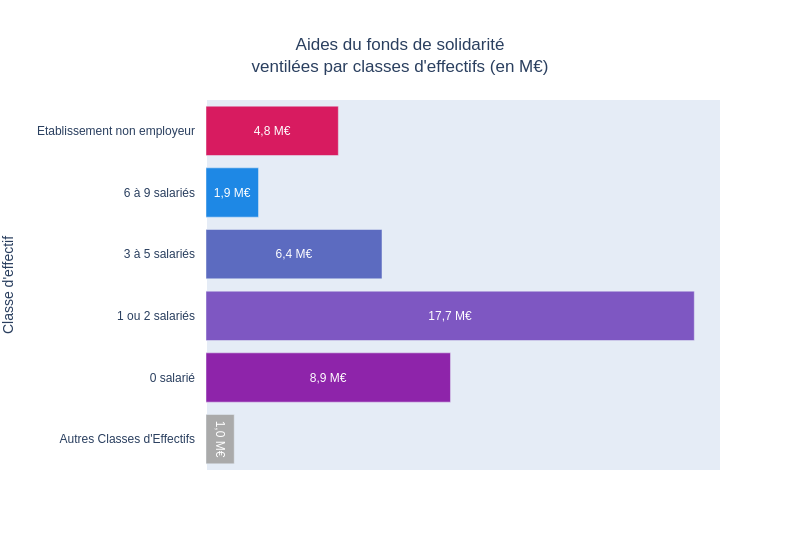 Aides du fonds de solidarité
ventilées par classes d'effectifs (en M€)
Classe d'effectif
Etablissement non employeur
4,8 M€
6 à 9 salariés
1,9 M€
3 à 5 salariés
6,4 M€
1 ou 2 salariés
17,7 M€
0 salarié
8,9 M€
Autres Classes d'Effectifs
1,0 M€